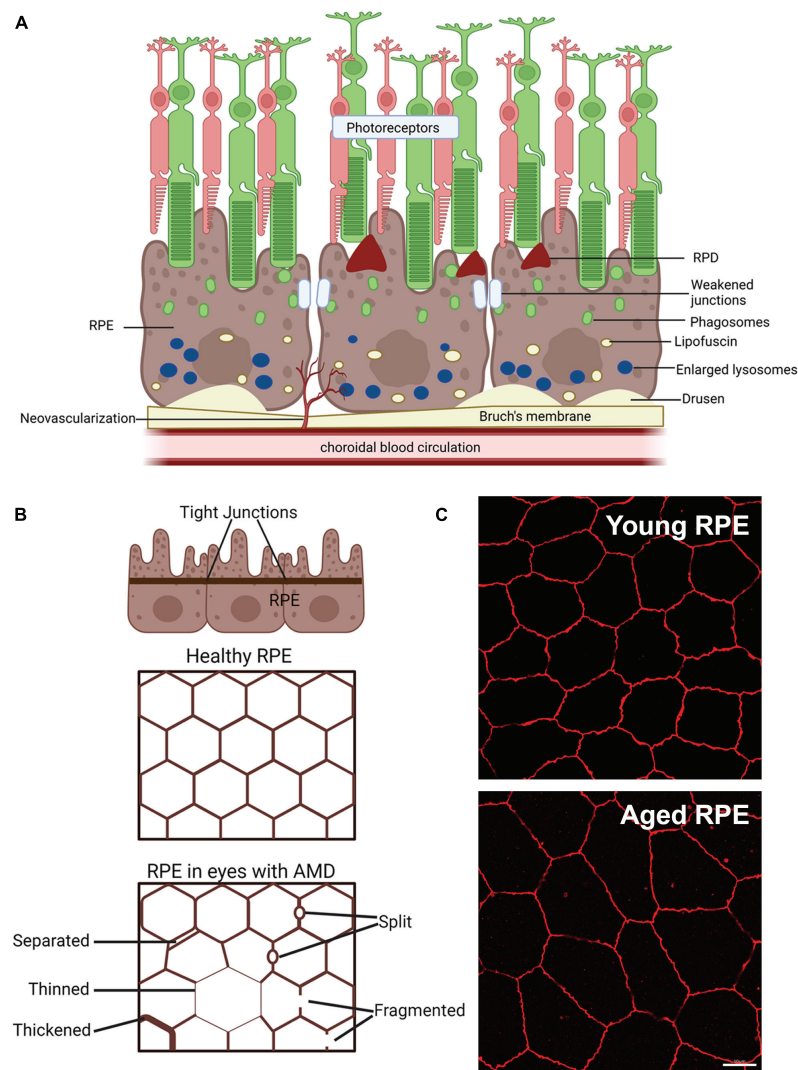 A
Photoreceptors
RPD
Weakened
junctions
Phagosomes
RPE
Lipofuscin
Enlarged lysosomes
Drusen
Neovascularization
Bruch's membrane
choroidal blood circulation
B
Tight Junctions
RPE
Healthy RPE
RPE in eyes with AMD
Split
Separated
Thinned
Fragmented
Thickened
C
Young RPE
Aged RPE